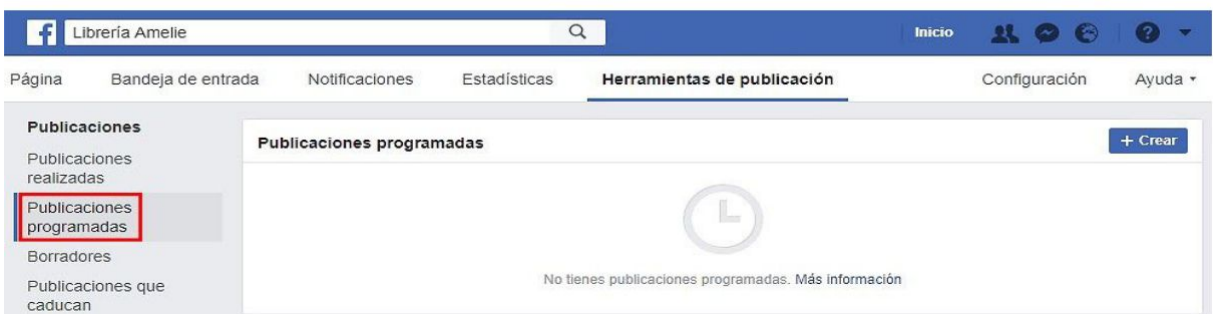 f Librería Amelie Inicio ?
Página Bandeja de entrada Notificaciones Estadísticas Herramientas de publicación Configuración Ayuda
Publicaciones
Publicaciones
realizadas
Publicaciones
programadas
Borradores
Publicaciones que
caducan
Publicaciones programadas + Crear
No tienes publicaciones programadas. Más información